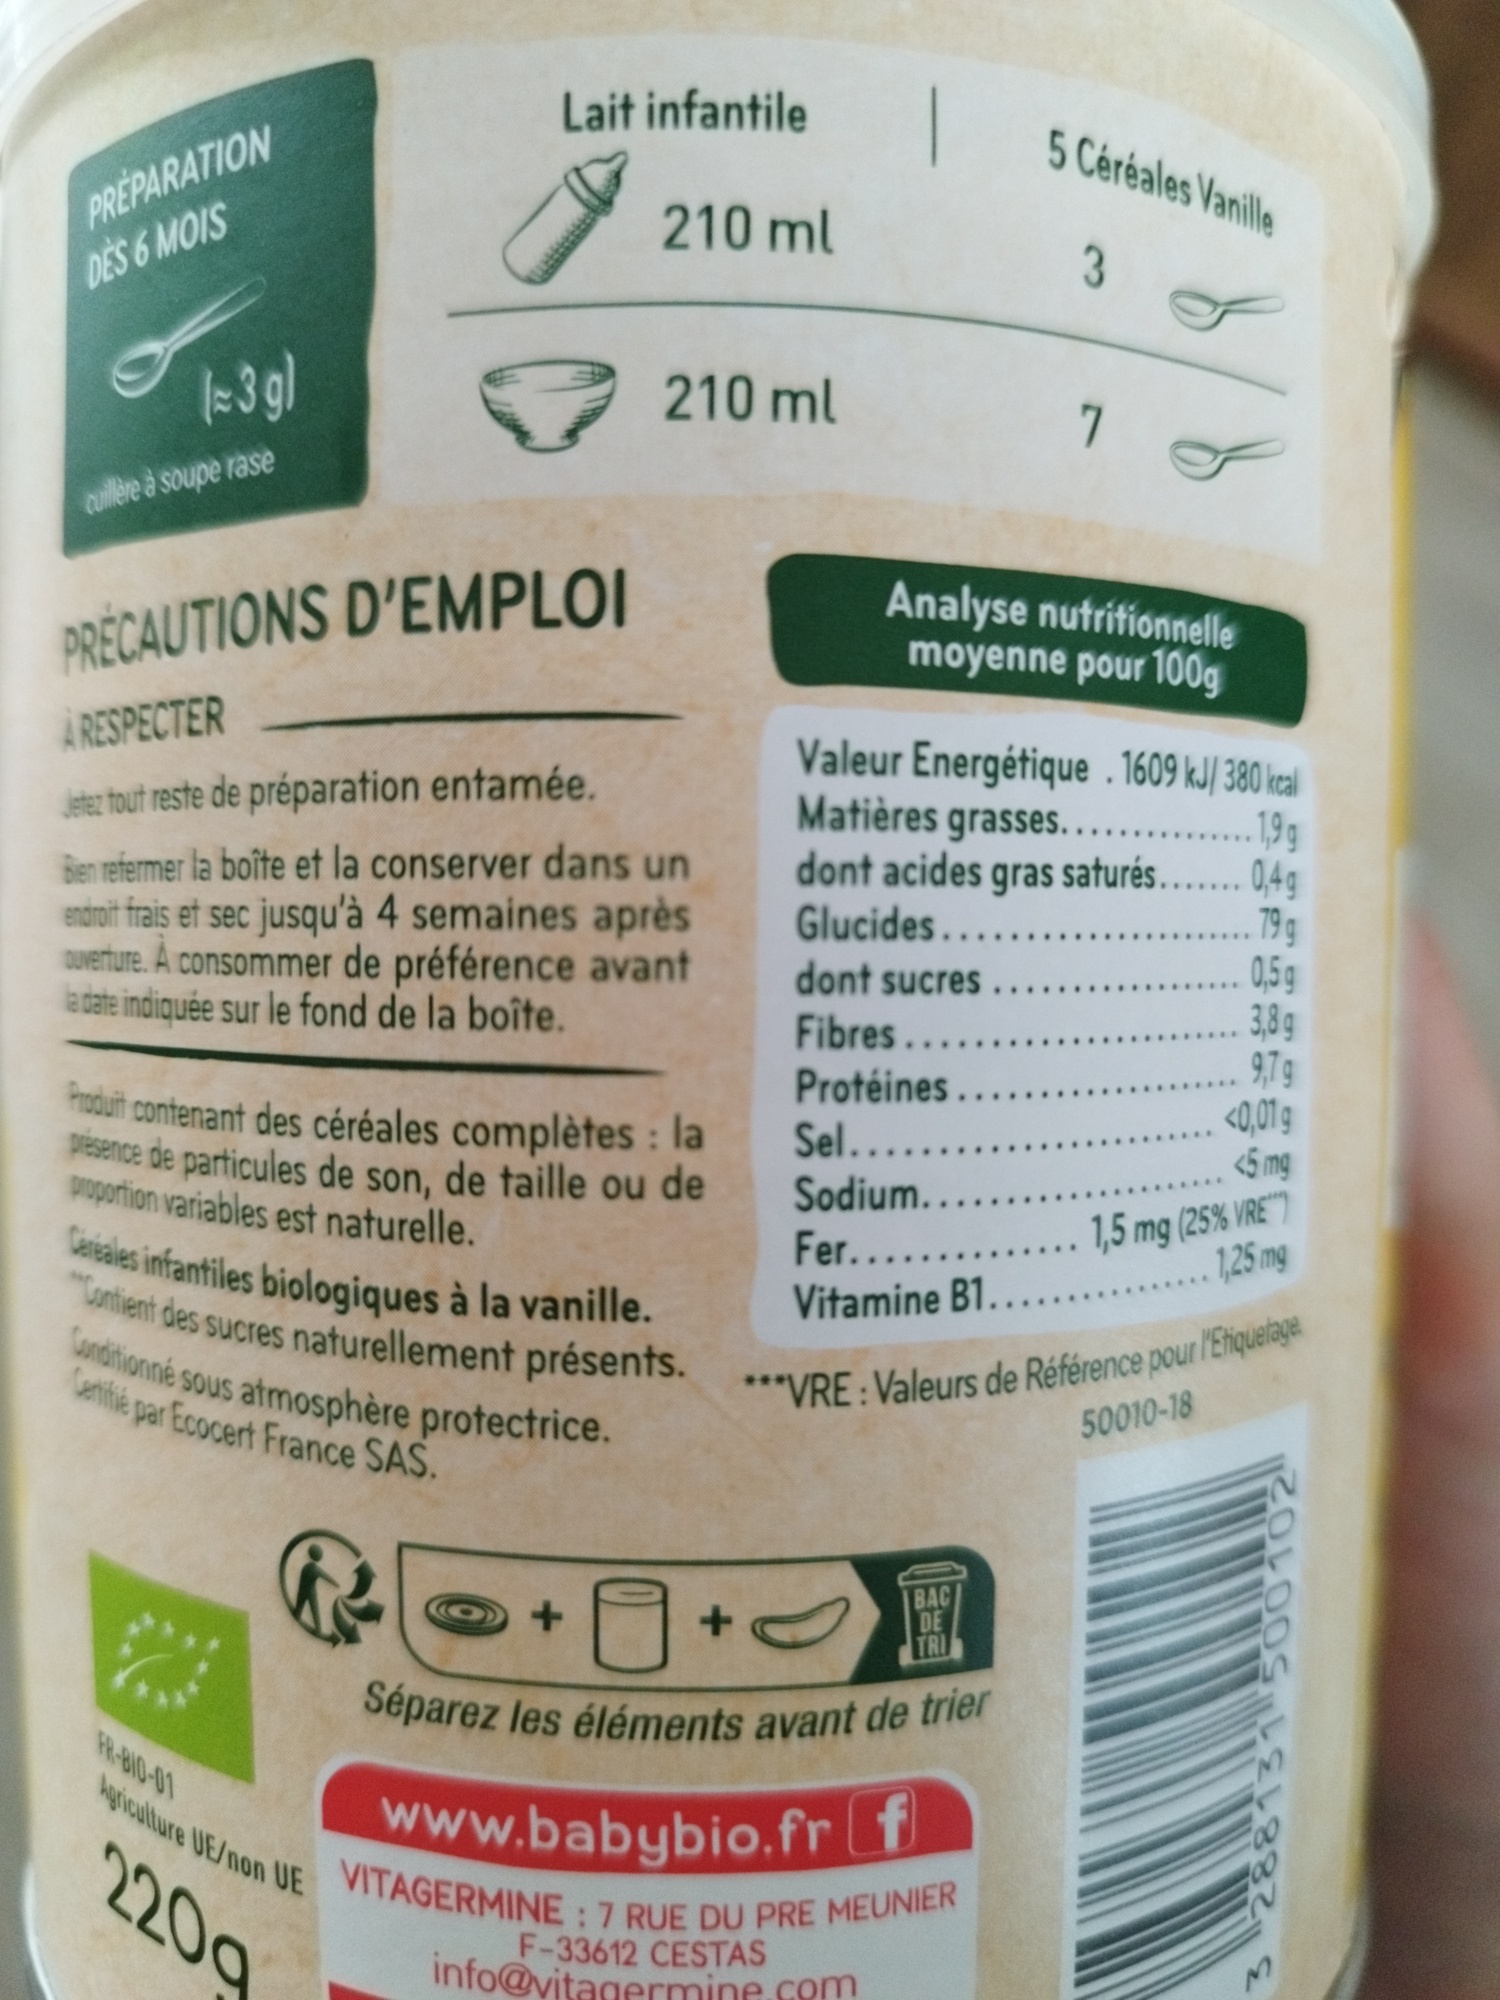 PRÉPARATION
DÈS 6 MOIS
(≈3 g)
cuillère à soupe rase
Lait infantile | 5 Céréales Vanille
210 ml 3
210 ml 7
PRÉCAUTIONS D'EMPLOI
À RESPECTER
Jetez tout reste de préparation entamée.
Bien refermer la boîte et la conserver dans un
endroit frais et sec jusqu'à 4 semaines après
ouverture. À consommer de préférence avant
la date indiquée sur le fond de la boîte.
Produit contenant des céréales complètes : la
présence de particules de son, de taille ou de
proportion variables est naturelle.
Céréales infantiles biologiques à la vanille.
**Contient des sucres naturellement présents.
Conditionné sous atmosphère protectrice.
Certifié par Ecocert France SAS.
Analyse nutritionnelle
moyenne pour 100g
Valeur Energétique . 1609 kJ/ 380 kcal
Matières grasses................ 1,9 g
dont acides gras saturés....... 0,4 g
Glucides....................... 79 g
dont sucres .................. 0,5 g
Fibres ....................... 3,8 g
Protéines .................... 9,7 g
Sel......................... <0,01 g
Sodium...................... <5 mg
Fer.............. 1,5 mg (25% VRE***)
Vitamine B1................ 1,25 mg
***VRE : Valeurs de Référence pour l'Etiquetage.
50010-18
BAC
DE
TRI
Séparez les éléments avant de trier
FR-BIO-01
Agriculture UE/non UE
220g
www.babybio.fr f
VITAGERMINE : 7 RUE DU PRE MEUNIER
F-33612 CESTAS
info@vitagermine.com
3 288131 500102